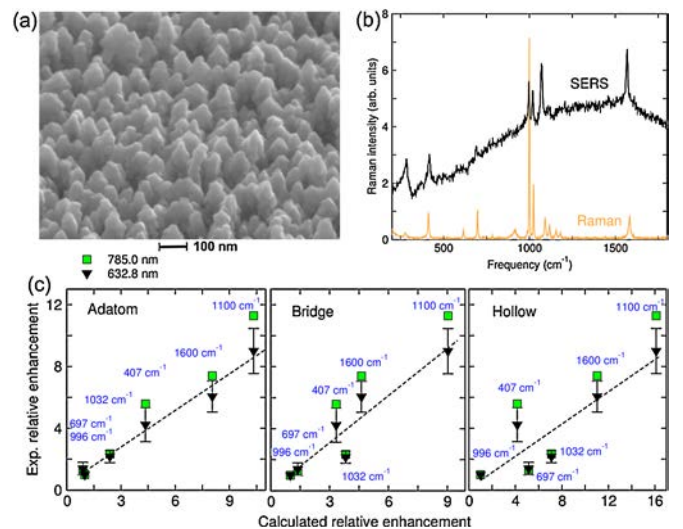 (a)
100 nm
(b)
8
6
4
2
0
Raman intensity (arb. units)
SERS
Raman
500
1000
1500
Frequency (cm⁻¹)
785.0 nm
632.8 nm
(c)
Exp. relative enhancement
12
10
8
6
4
2
0
Adatom
1100 cm⁻¹
1600 cm⁻¹
407 cm⁻¹
1032 cm⁻¹
697 cm⁻¹
996 cm⁻¹
0 2 4 6 8 10
Bridge
1100 cm⁻¹
1600 cm⁻¹
407 cm⁻¹
697 cm⁻¹
996 cm⁻¹
1032 cm⁻¹
0 3 6 9
Hollow
1100 cm⁻¹
1600 cm⁻¹
407 cm⁻¹
996 cm⁻¹
1032 cm⁻¹
697 cm⁻¹
0 4 8 12 16
Calculated relative enhancement